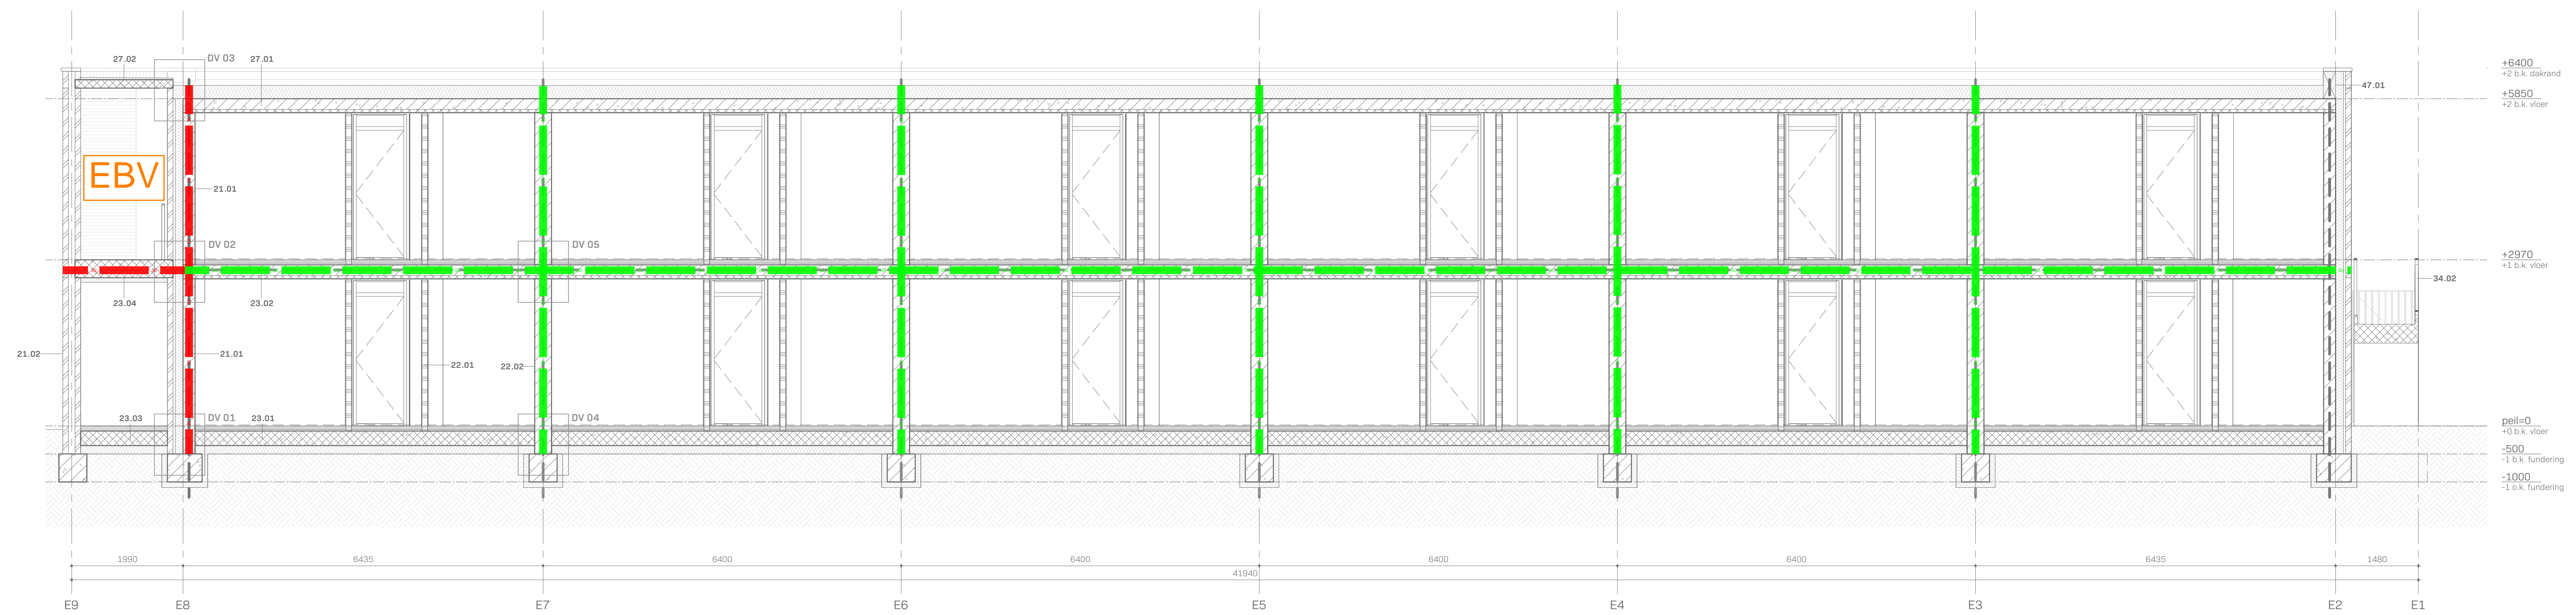 27.02
DV 03
27.01
+6400
+2 b.k. dakrand
47.01
+5850
+2 b.k. vloer
EBV
21.01
DV 02
DV 05
+2970
+1 b.k. vloer
34.02
23.04
23.02
21.02
21.01
22.01
22.02
23.03
DV 01
23.01
DV 04
peil=0
+0 b.k. vloer
-500
-1 b.k. fundering
-1000
-1 o.k. fundering
1990
6435
6400
6400
6400
6400
6435
1480
41940
E9
E8
E7
E6
E5
E4
E3
E2
E1